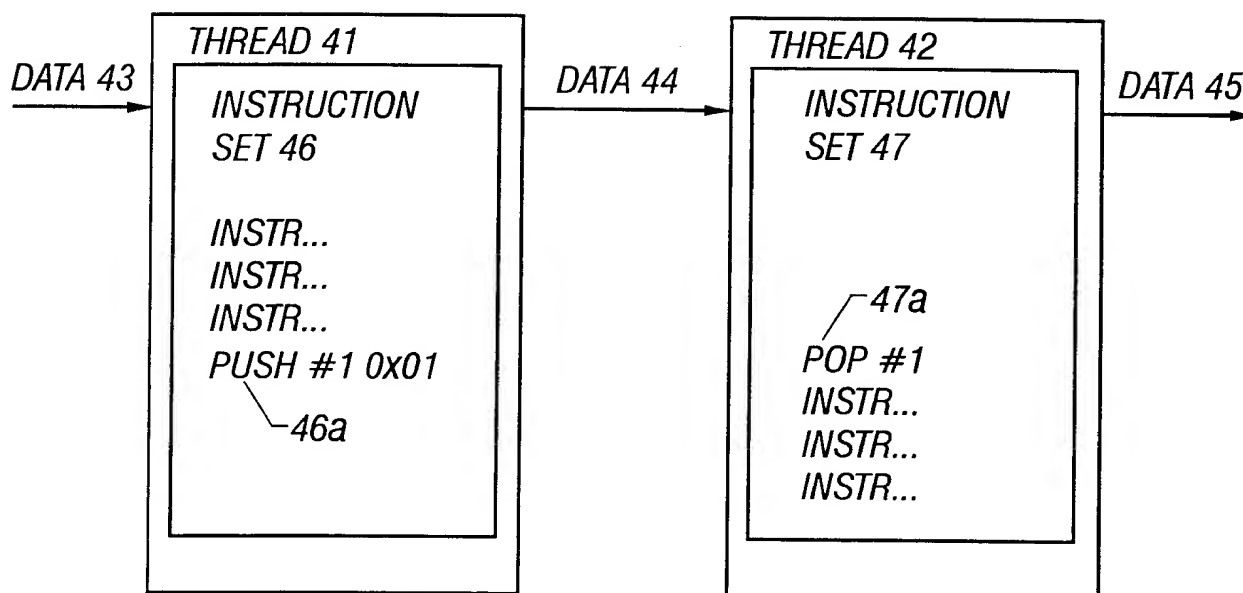 DATA 43
THREAD 41
INSTRUCTION
SET 46
INSTR...
INSTR...
INSTR...
PUSH #1 0x01
46a
DATA 44
THREAD 42
INSTRUCTION
SET 47
47a
POP #1
INSTR...
INSTR...
INSTR...
DATA 45